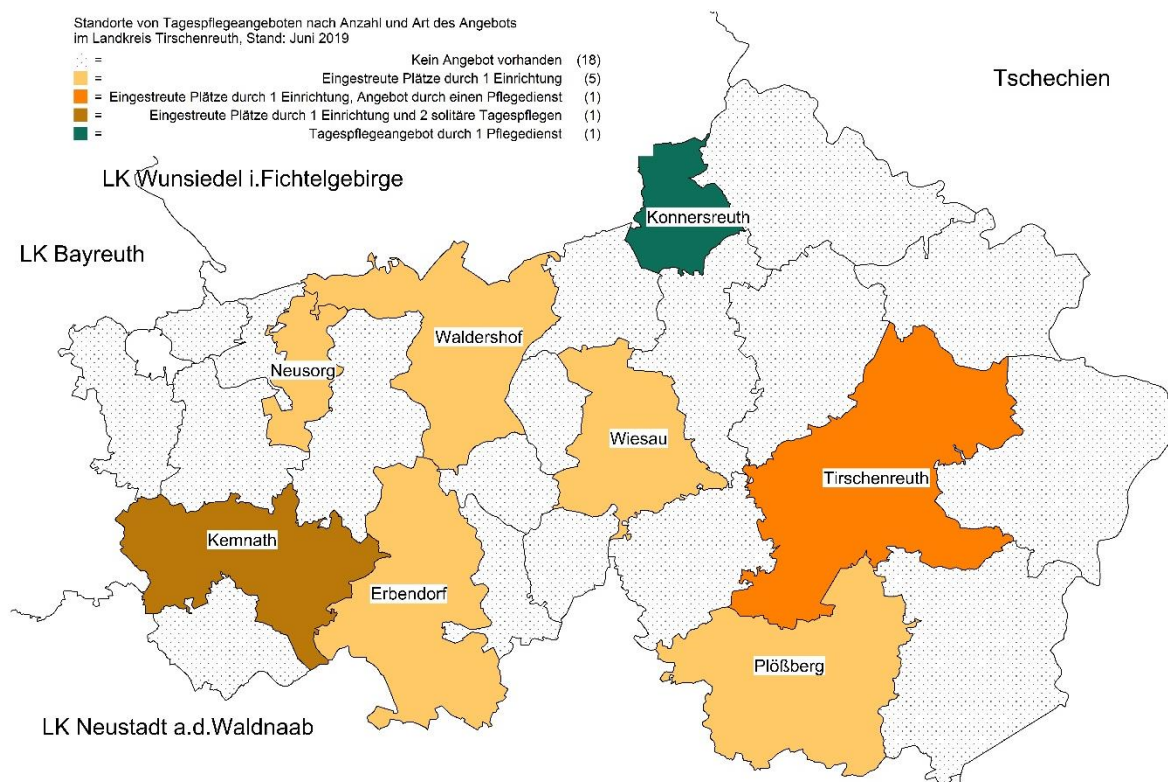 Standorte von Tagespflegeangeboten nach Anzahl und Art des Angebots
im Landkreis Tirschenreuth, Stand: Juni 2019
= Kein Angebot vorhanden (18)
= Eingestreute Plätze durch 1 Einrichtung (5)
= Eingestreute Plätze durch 1 Einrichtung, Angebot durch einen Pflegedienst (1)
= Eingestreute Plätze durch 1 Einrichtung und 2 solitäre Tagespflegen (1)
= Tagespflegeangebot durch 1 Pflegedienst (1)
Tschechien
LK Wunsiedel i.Fichtelgebirge
Konnersreuth
LK Bayreuth
Waldershof
Neusorg
Wiesau
Tirschenreuth
Kemnath
Erbendorf
Plößberg
LK Neustadt a.d.Waldnaab